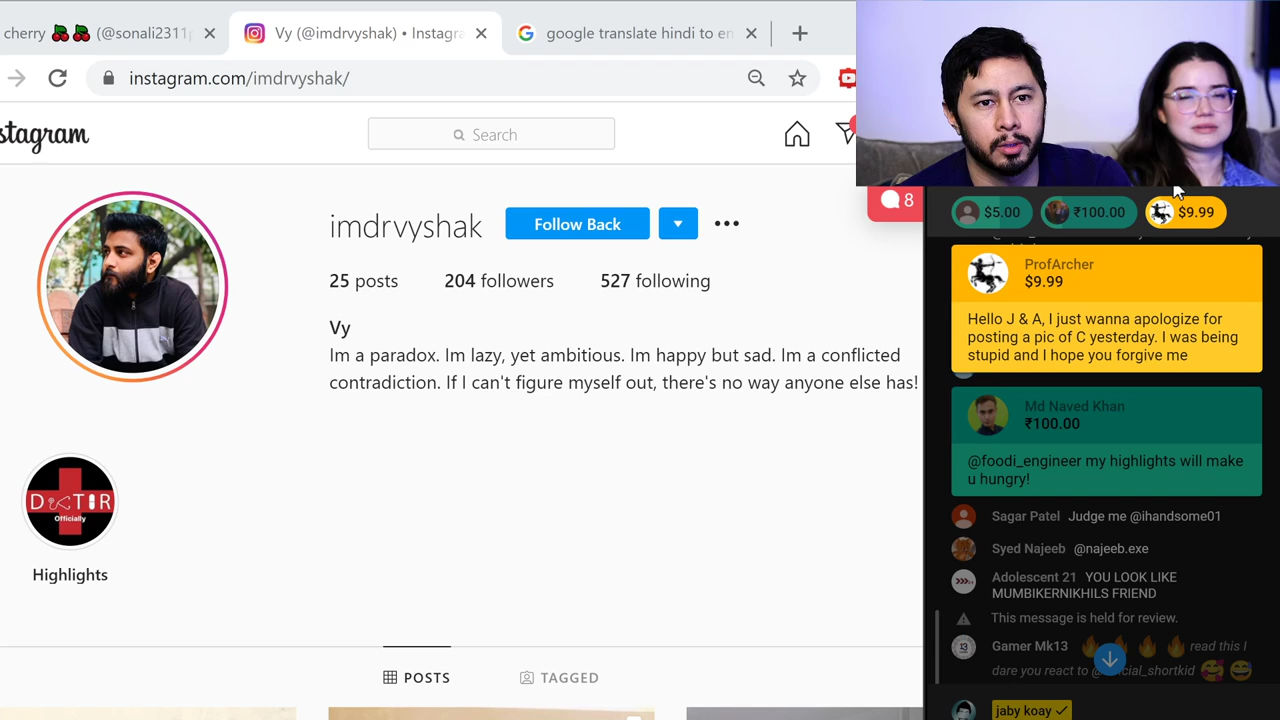 cherry 🍒🍒 (@sonali2311
Vy (@imdrvyshak) • Instagra
google translate hindi to en
instagram.com/imdrvyshak/
stagram
Search
imdrvyshak
Follow Back
25 posts 204 followers 527 following
Vy
Im a paradox. Im lazy, yet ambitious. Im happy but sad. Im a conflicted
contradiction. If I can't figure myself out, there's no way anyone else has!
DOCTOR
Officially
Highlights
POSTS
TAGGED
8
$5.00
₹100.00
$9.99
ProfArcher
$9.99
Hello J & A, I just wanna apologize for
posting a pic of C yesterday. I was being
stupid and I hope you forgive me
Md Naved Khan
₹100.00
@foodi_engineer my highlights will make
u hungry!
Sagar Patel Judge me @ihandsome01
Syed Najeeb @najeeb.exe
Adolescent 21 YOU LOOK LIKE
MUMBIKERNIKHILS FRIEND
This message is held for review.
Gamer Mk13 🔥🔥🔥🔥 read this I
dare you react to
jaby koay ✓